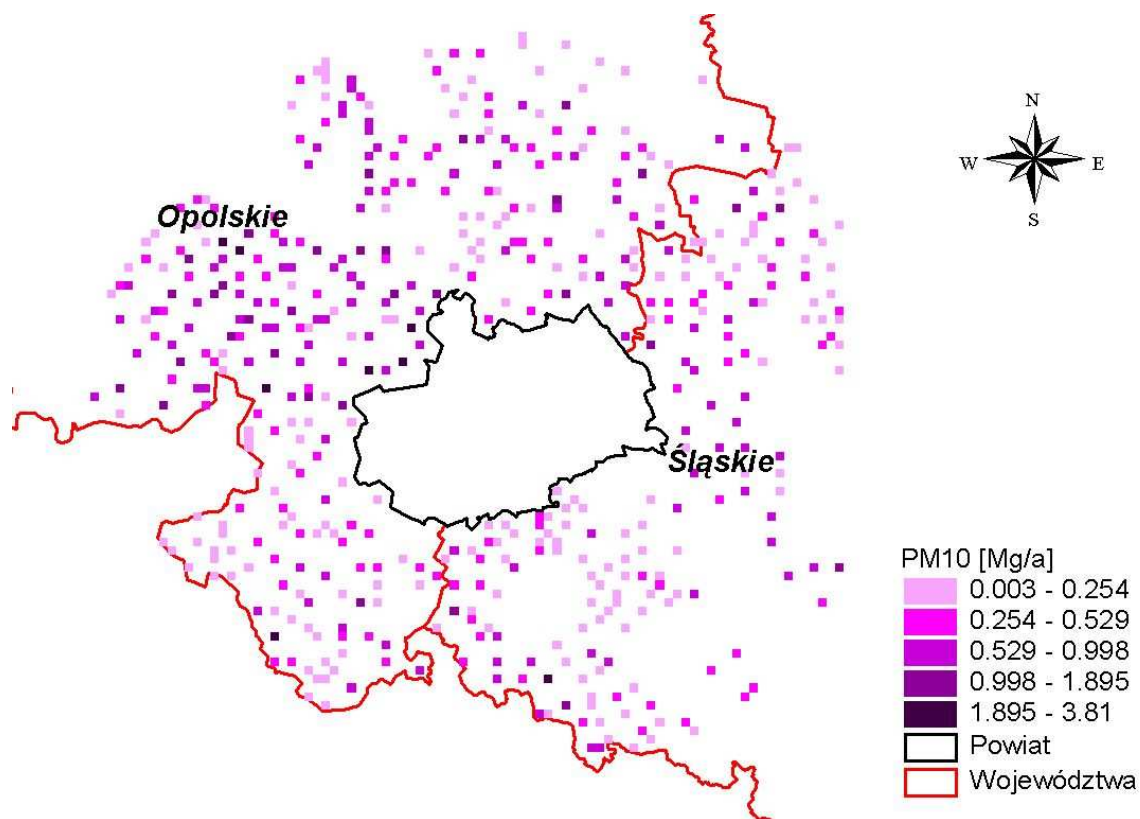 N
W E
S
Opolskie
Śląskie
PM10 [Mg/a]
0.003 - 0.254
0.254 - 0.529
0.529 - 0.998
0.998 - 1.895
1.895 - 3.81
Powiat
Województwa